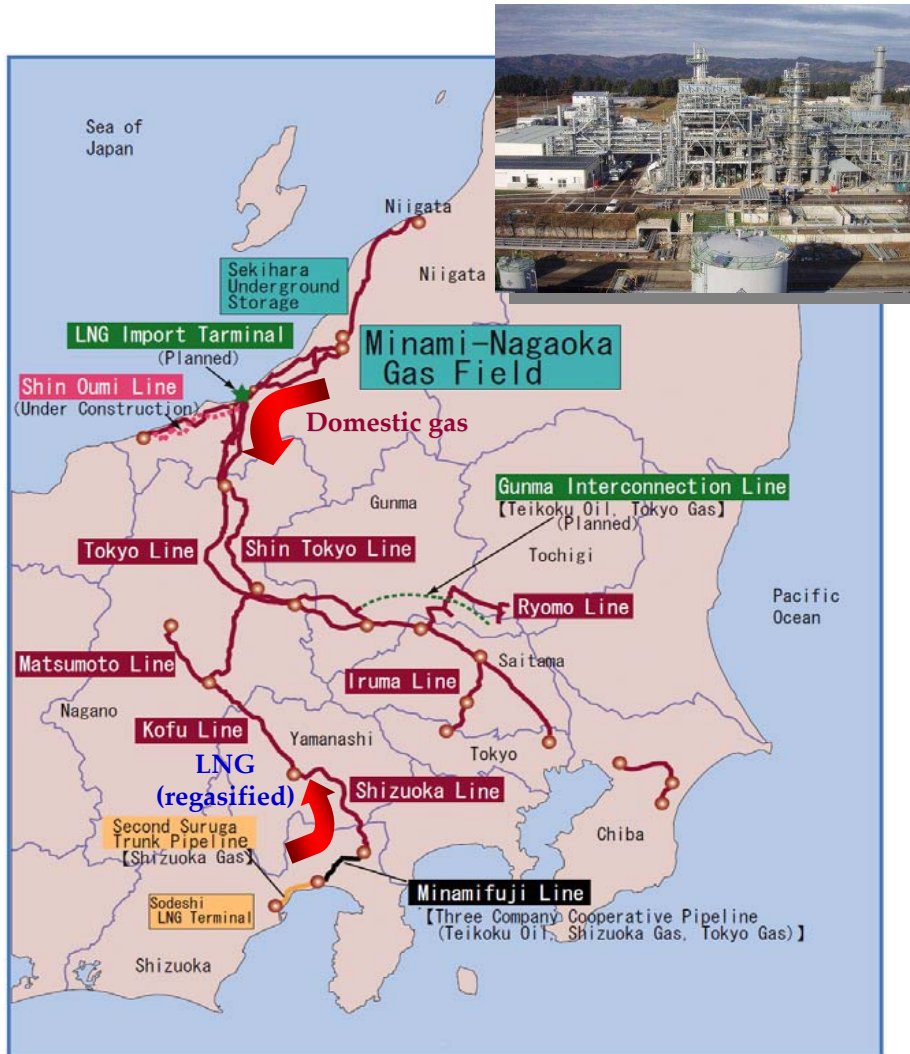 Sea of
Japan
Niigata
Niigata
Sekihara
Underground
Storage
LNG Import Tarminal
(Planned)
Minami-Nagaoka
Gas Field
Shin Oumi Line
(Under Construction)
Domestic gas
Gunma
Gunma Interconnection Line
【Teikoku Oil, Tokyo Gas】
(Planned)
Tochigi
Tokyo Line
Shin Tokyo Line
Ryomo Line
Pacific
Ocean
Matsumoto Line
Saitama
Iruma Line
Nagano
Kofu Line
Yamanashi
Tokyo
LNG
(regasified)
Shizuoka Line
Second Suruga
Trunk Pipeline
【Shizuoka Gas】
Chiba
Sodeshi
LNG Terminal
Minamifuji Line
【Three Company Cooperative Pipeline
(Teikoku Oil, Shizuoka Gas, Tokyo Gas)】
Shizuoka